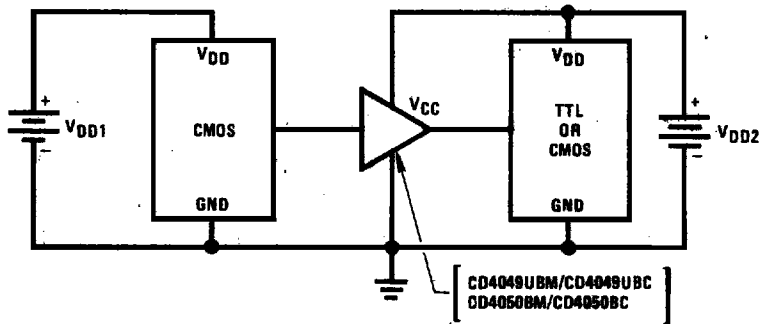 VDD
VDD
+
VDD1
-
CMOS
VCC
TTL
OR
CMOS
+
VDD2
-
GND
GND
CD4049UBM/CD4049UBC
CD4050BM/CD4050BC